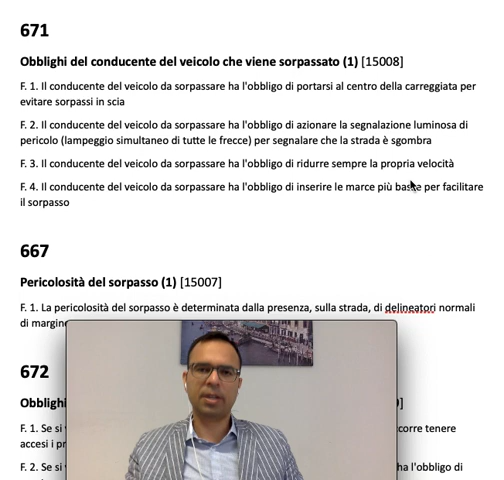 671
Obblighi del conducente del veicolo che viene sorpassato (1) [15008]
F. 1. Il conducente del veicolo da sorpassare ha l'obbligo di portarsi al centro della carreggiata per
evitare sorpassi in scia
F. 2. Il conducente del veicolo da sorpassare ha l'obbligo di azionare la segnalazione luminosa di
pericolo (lampeggio simultaneo di tutte le frecce) per segnalare che la strada è sgombra
F. 3. Il conducente del veicolo da sorpassare ha l'obbligo di ridurre sempre la propria velocità
F. 4. Il conducente del veicolo da sorpassare ha l'obbligo di inserire le marce più basse per facilitare
il sorpasso
667
Pericolosità del sorpasso (1) [15007]
F. 1. La pericolosità del sorpasso è determinata dalla presenza, sulla strada, di delineatori normali
di margine
672
Obblighi
F. 1. Se si ccorre tenere
accesi i
F. 2. Se si ha l'obbligo di